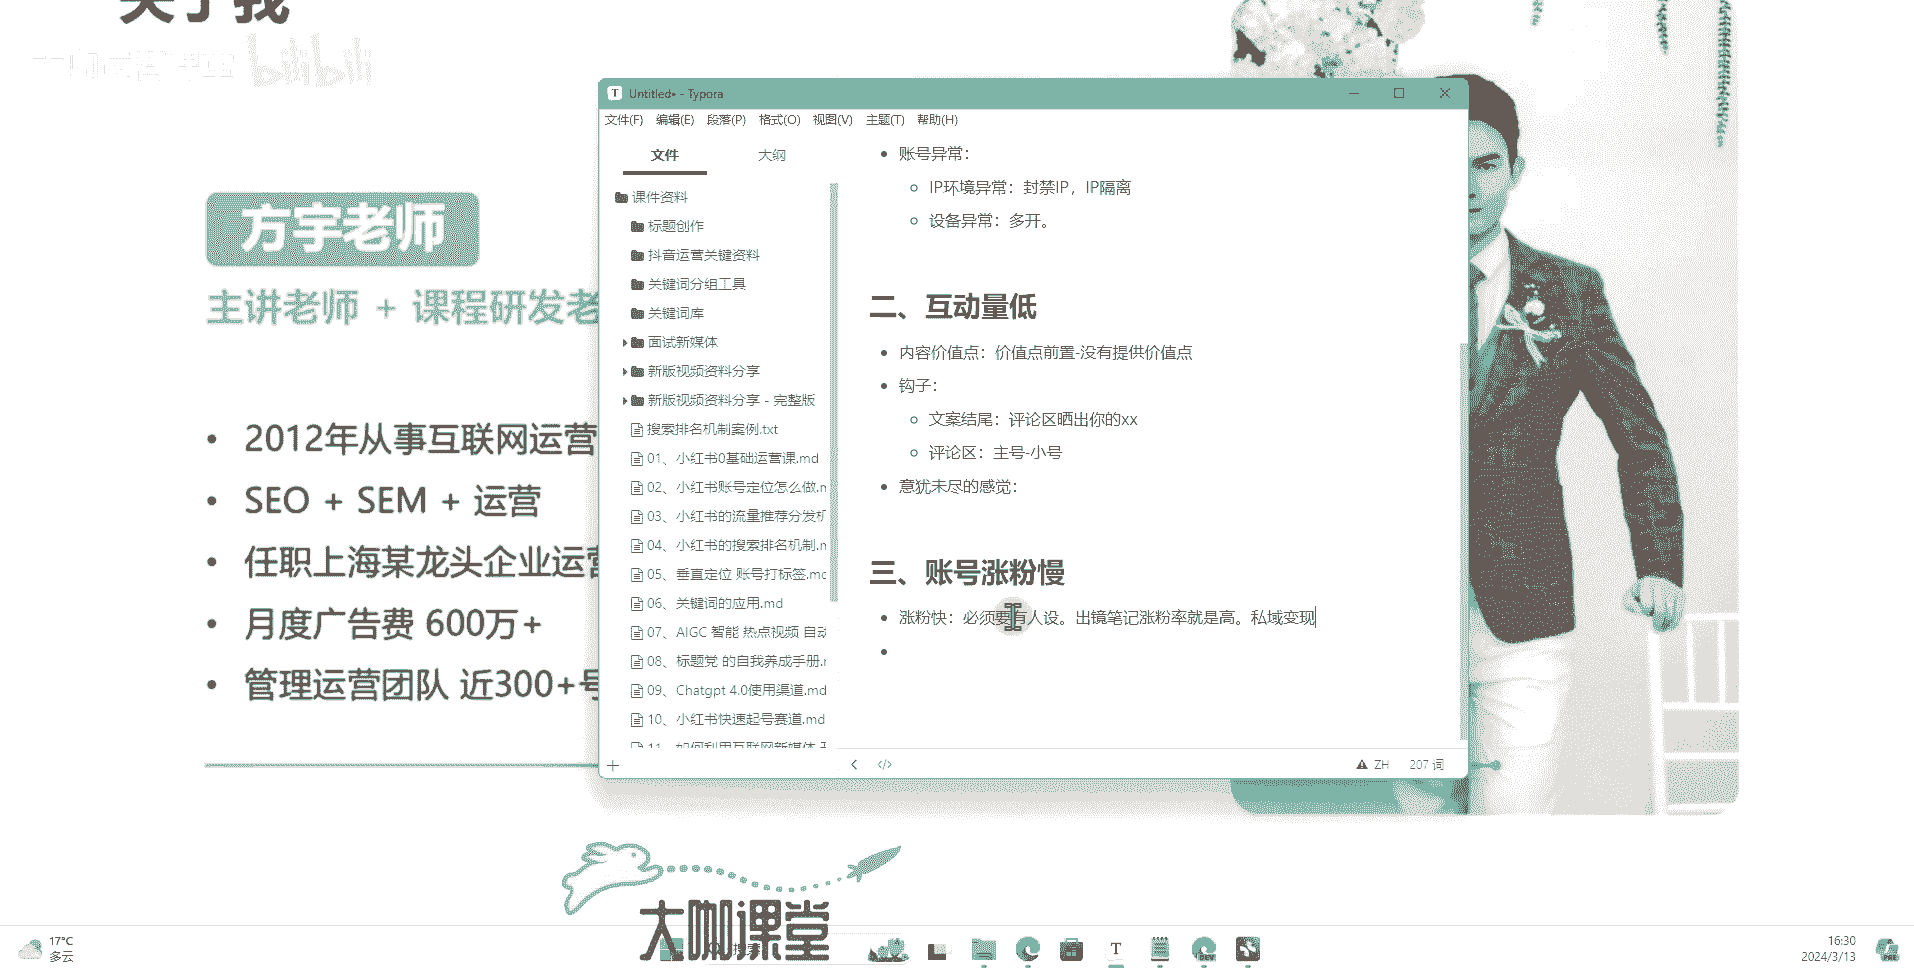 关于我
bilibili
方宇老师
主讲老师 + 课程研发老
2012年从事互联网运营
SEO + SEM + 运营
任职上海某龙头企业运营
月度广告费 600万+
管理运营团队 近300+号
Untitled• - Typora
文件(F) 编辑(E) 段落(P) 格式(O) 视图(V) 主题(T) 帮助(H)
文件 大纲
课件资料
标题创作
抖音运营关键资料
关键词分组工具
关键词库
面试新媒体
新版视频资料分享
新版视频资料分享 - 完整版
搜索排名机制案例.txt
01、小红书0基础运营课.md
02、小红书账号定位怎么做.m
03、小红书的流量推荐分发机
04、小红书的搜索排名机制.m
05、垂直定位 账号打标签.md
06、关键词的应用.md
07、AIGC 智能 热点视频 自动
08、标题党 的自我养成手册.m
09、Chatgpt 4.0使用渠道.md
10、小红书快速起号赛道.md
11、如何利用互联网新媒体
账号异常：
IP环境异常：封禁IP，IP隔离
设备异常：多开。
二、互动量低
内容价值点：价值点前置-没有提供价值点
钩子：
文案结尾：评论区晒出你的xx
评论区：主号-小号
意犹未尽的感觉：
三、账号涨粉慢
涨粉快：必须要有人设。出镜笔记涨粉率就是高。私域变现
ZH 207 词
大咖课堂
17°C
多云
搜索
16:30
2024/3/13